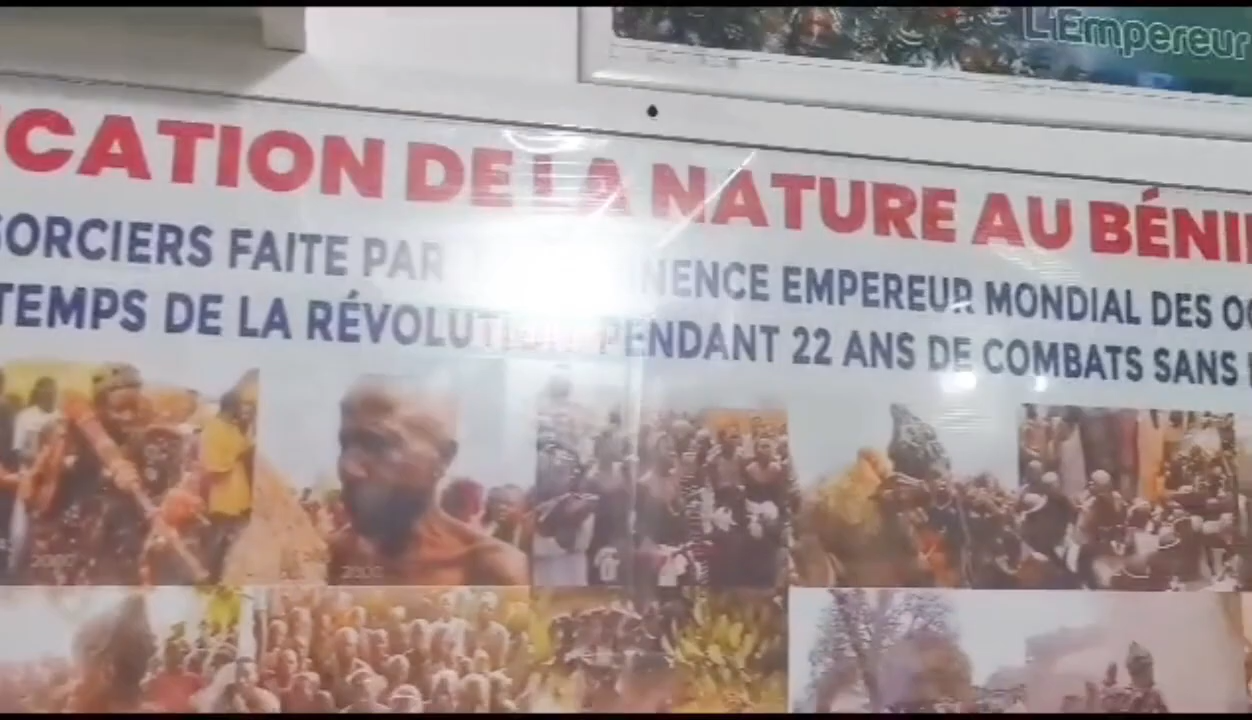 L'Empereur
CATION DE LA NATURE AU BÉNI
SORCIERS FAITE PAR NENCE EMPEREUR MONDIAL DES O
TEMPS DE LA RÉVOLUTION PENDANT 22 ANS DE COMBATS SANS